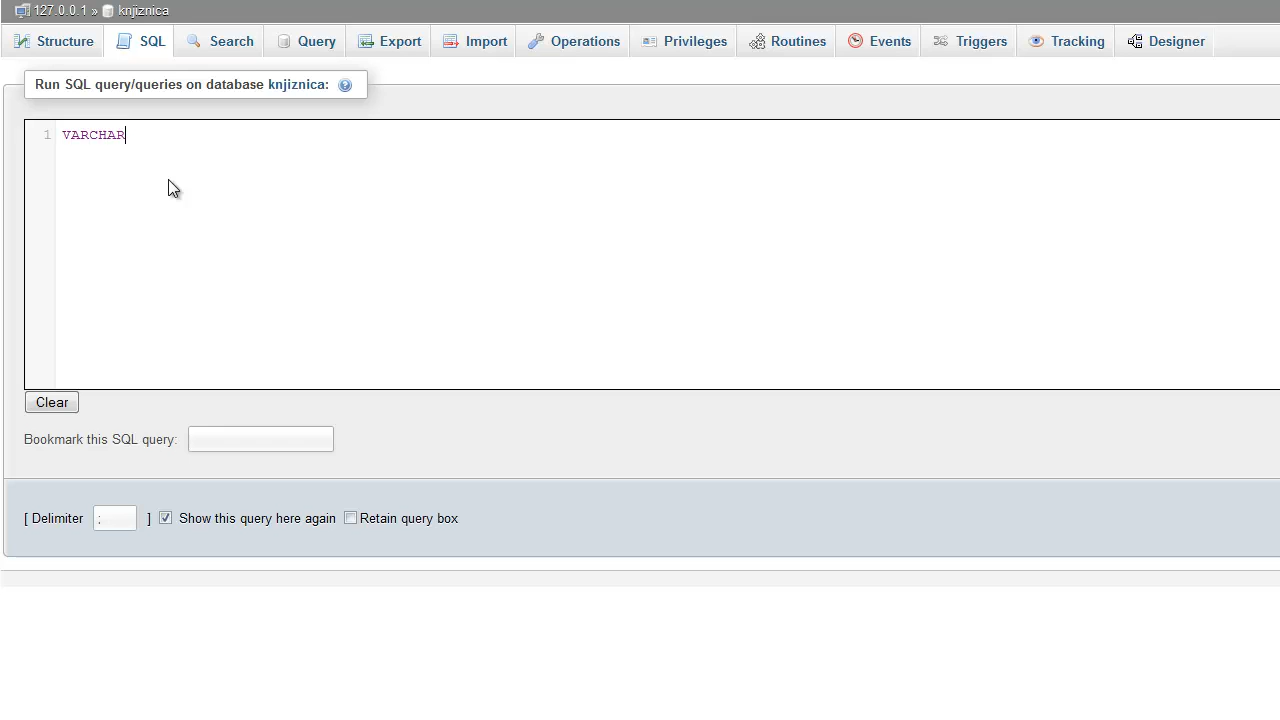 127.0.0.1 » knjiznica
Structure SQL Search Query Export Import Operations Privileges Routines Events Triggers Tracking Designer
Run SQL query/queries on database knjiznica:
1 VARCHAR
Clear
Bookmark this SQL query:
[ Delimiter ; ] Show this query here again Retain query box